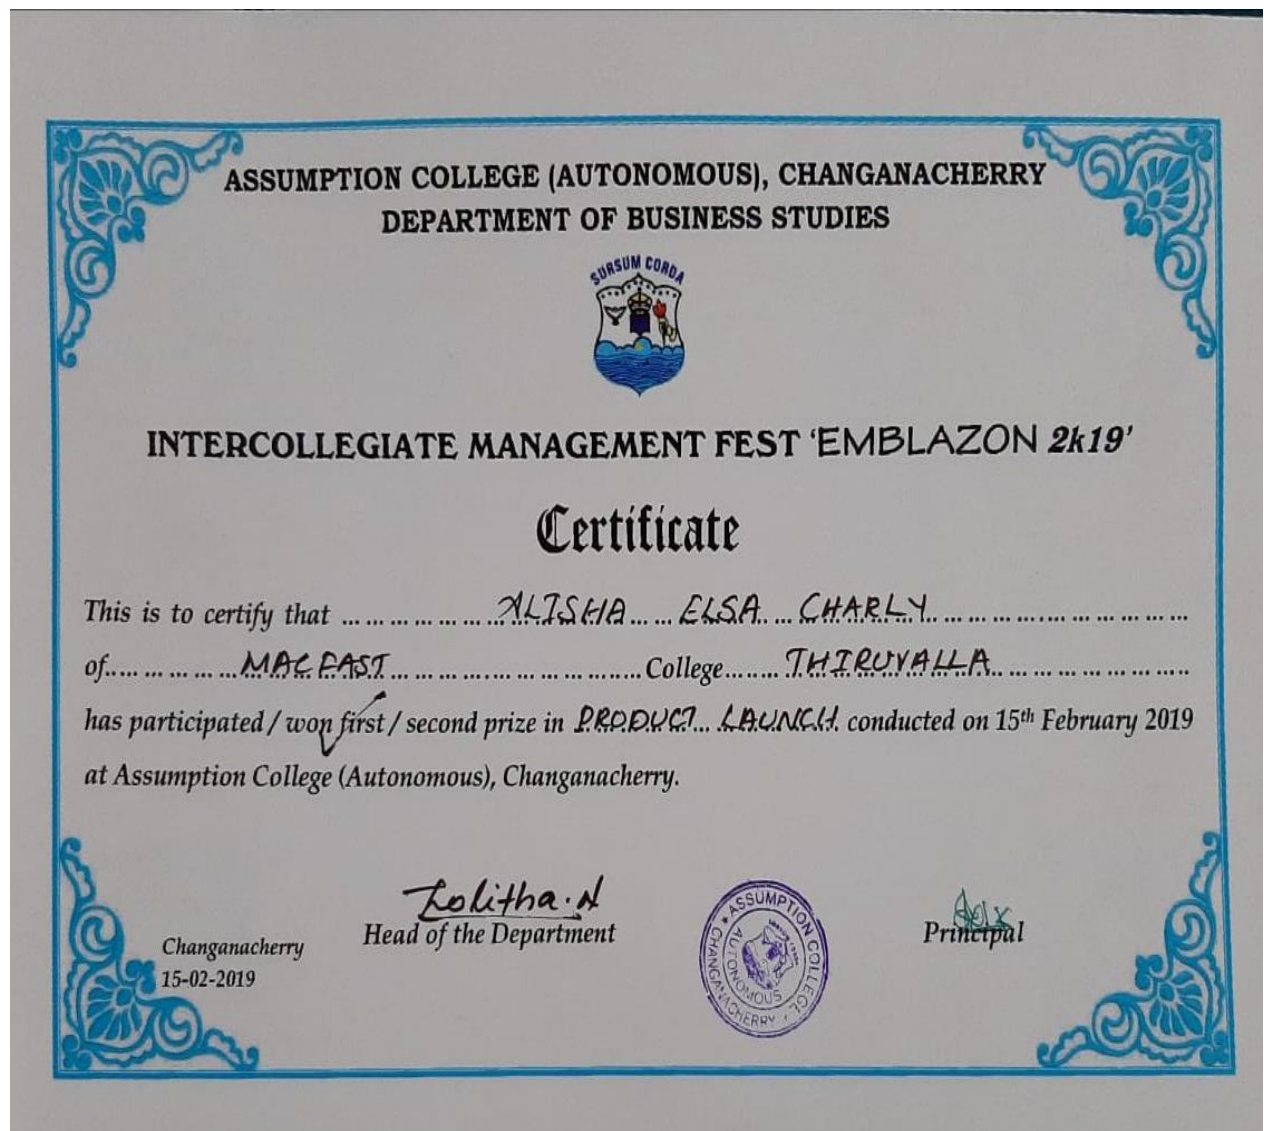 ASSUMPTION COLLEGE (AUTONOMOUS), CHANGANACHERRY
DEPARTMENT OF BUSINESS STUDIES
SURSUM CORDA
INTERCOLLEGIATE MANAGEMENT FEST ‘EMBLAZON 2k19’
Certificate
This is to certify that ALISHA ELSA CHARLY
of MACFAST College THIRUVALLA
has participated / won first / second prize in PRODUCT LAUNCH conducted on 15th February 2019
at Assumption College (Autonomous), Changanacherry.
Lolitha.N
Head of the Department
Principal
Changanacherry
15-02-2019
ASSUMPTION COLLEGE
CHANGANACHERRY
AUTONOMOUS